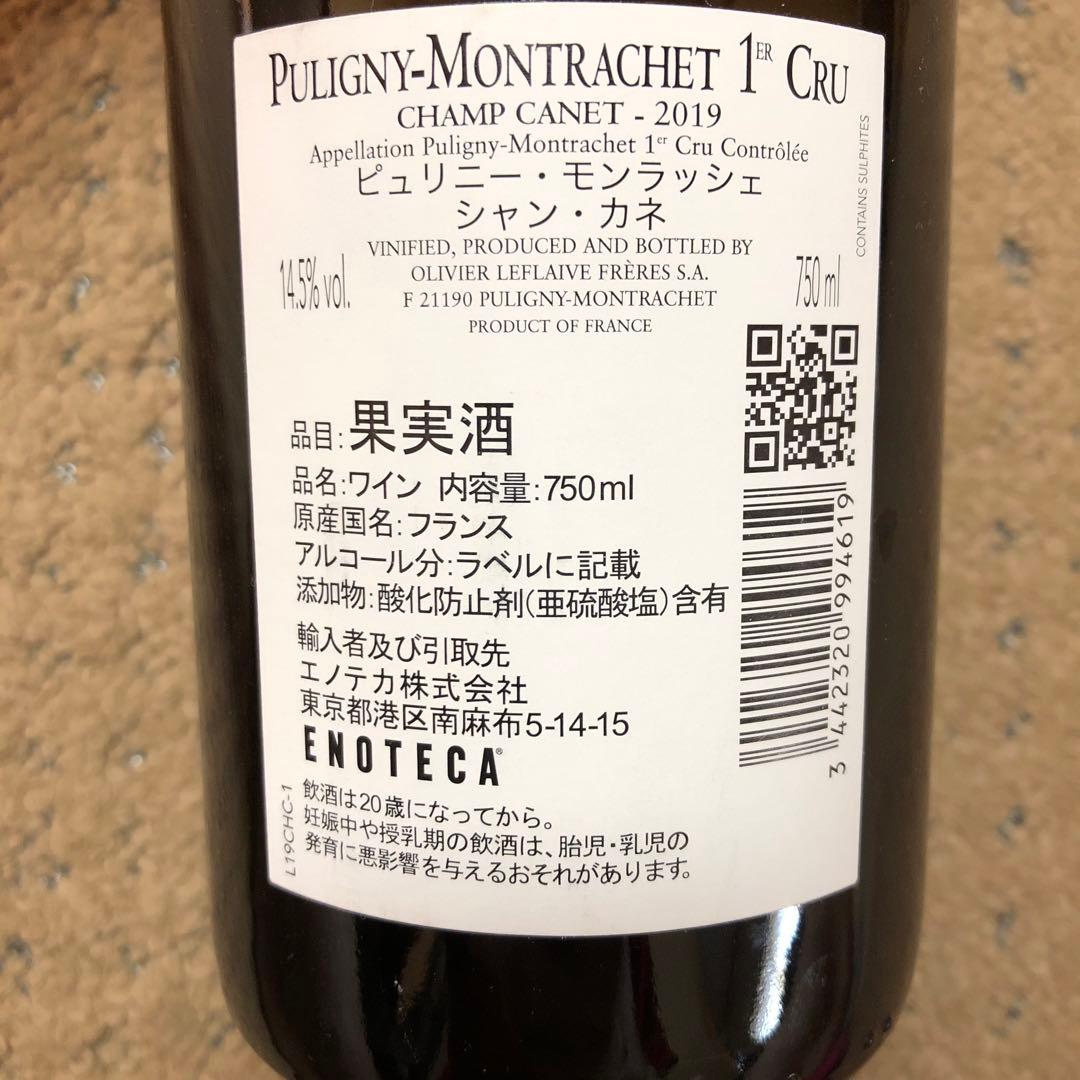 PULIGNY-MONTRACHET 1ER CRU
CHAMP CANET - 2019
Appellation Puligny-Montrachet 1er Cru Contrôlée
ピュリニー・モンラッシェ
シャン・カネ
VINIFIED, PRODUCED AND BOTTLED BY
OLIVIER LEFLAIVE FRÈRES S.A.
F 21190 PULIGNY-MONTRACHET
PRODUCT OF FRANCE
14.5% vol.
750 ml
CONTAINS SULPHITES
品目:果実酒
品名:ワイン 内容量:750ml
原産国名:フランス
アルコール分:ラベルに記載
添加物:酸化防止剤(亜硫酸塩)含有
輸入者及び引取先
エノテカ株式会社
東京都港区南麻布5-14-15
ENOTECA®
飲酒は20歳になってから。
妊娠中や授乳期の飲酒は、胎児・乳児の
発育に悪影響を与えるおそれがあります。
L19CHC-1
3 442320 994619